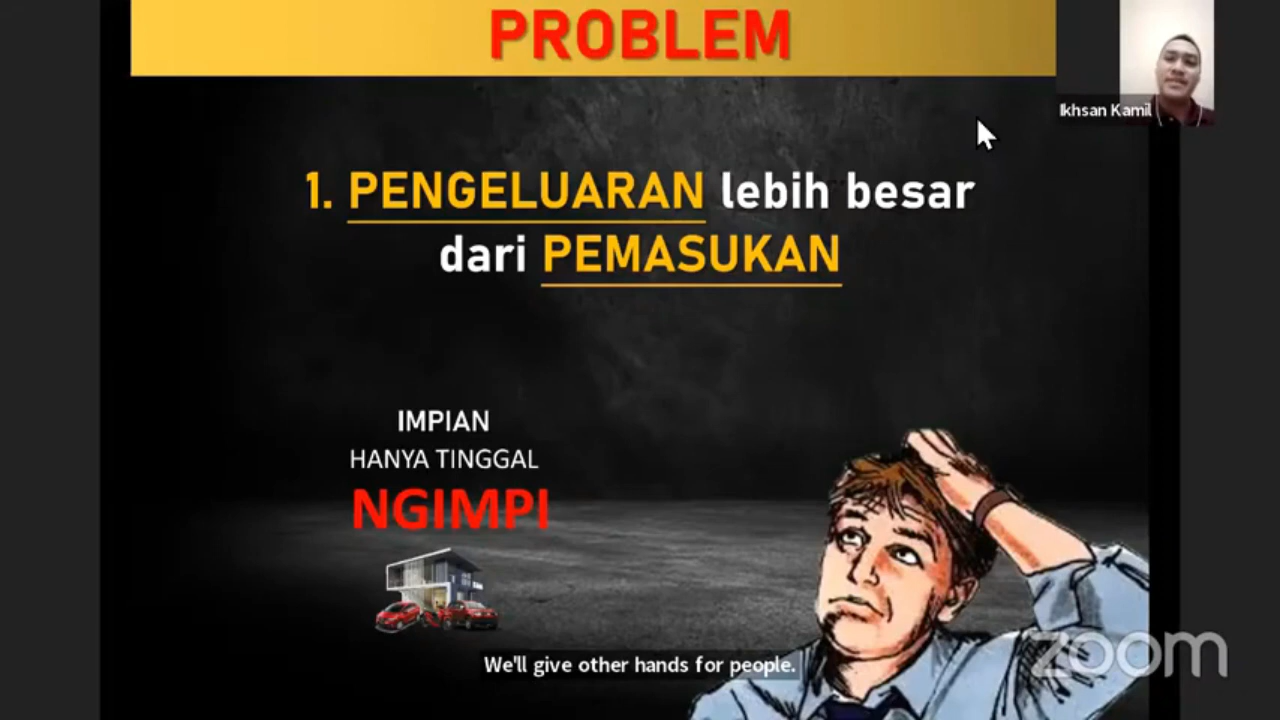 PROBLEM
Ikhsan Kamil
1. PENGELUARAN lebih besar
dari PEMASUKAN
IMPIAN
HANYA TINGGAL
NGIMPI
We'll give other hands for people.
zoom